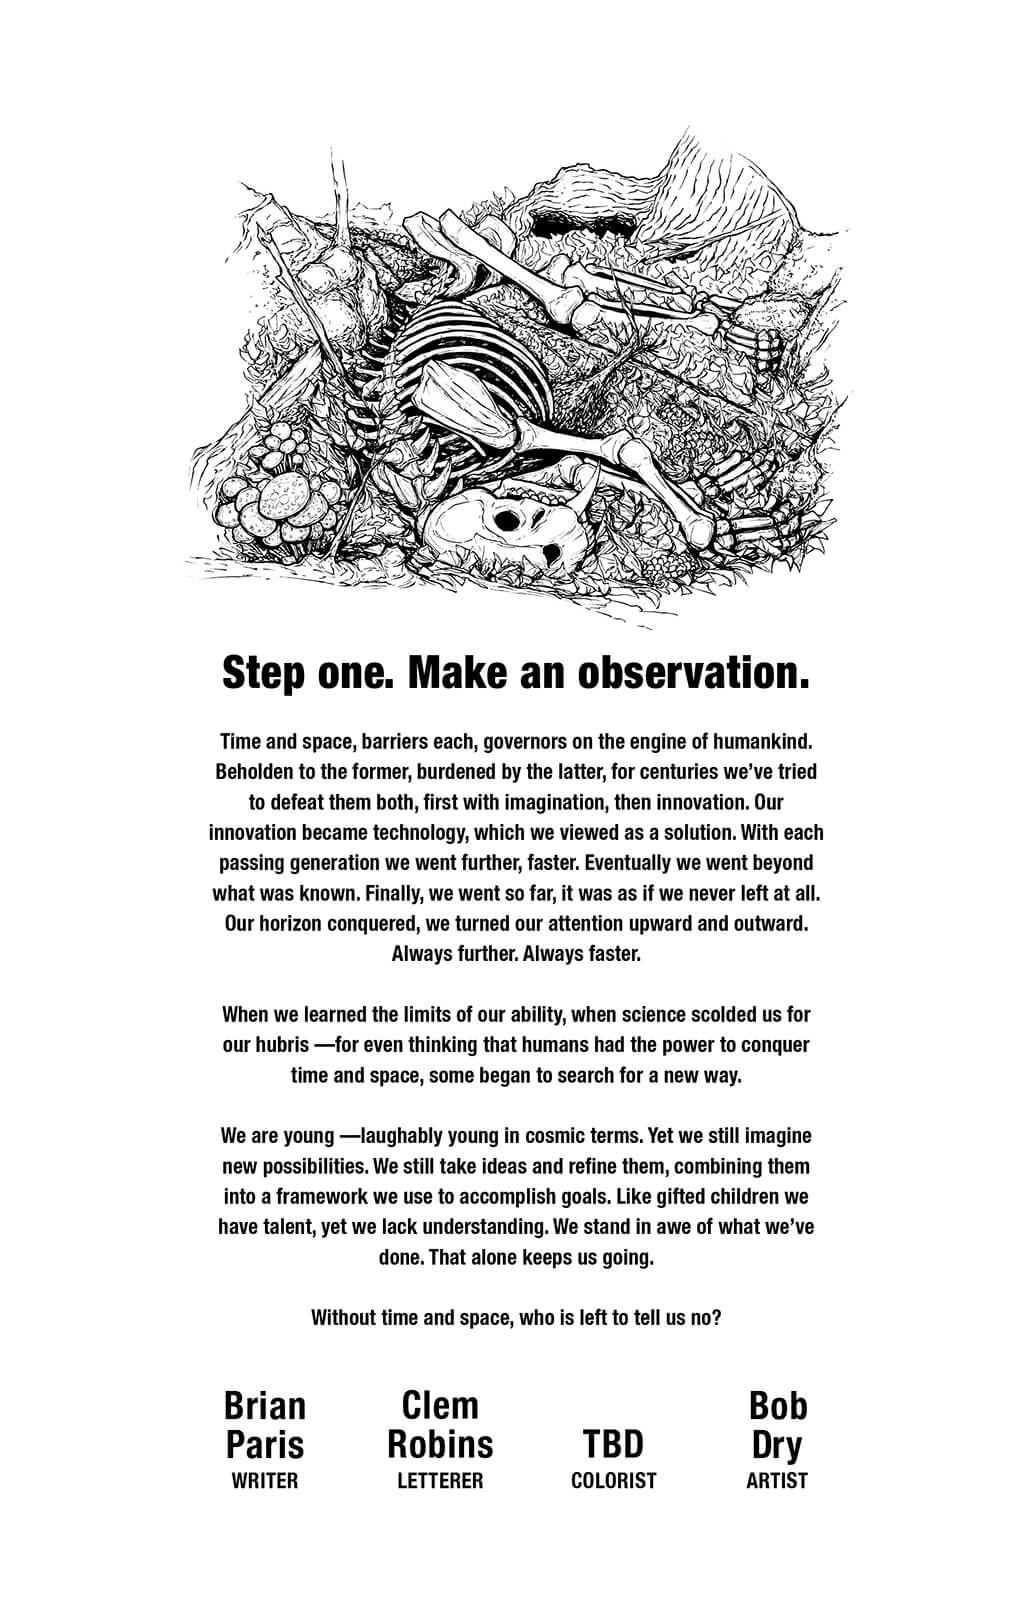 Step one. Make an observation.
Time and space, barriers each, governors on the engine of humankind.
Beholden to the former, burdened by the latter, for centuries we’ve tried
to defeat them both, first with imagination, then innovation. Our
innovation became technology, which we viewed as a solution. With each
passing generation we went further, faster. Eventually we went beyond
what was known. Finally, we went so far, it was as if we never left at all.
Our horizon conquered, we turned our attention upward and outward.
Always further. Always faster.
When we learned the limits of our ability, when science scolded us for
our hubris —for even thinking that humans had the power to conquer
time and space, some began to search for a new way.
We are young —laughably young in cosmic terms. Yet we still imagine
new possibilities. We still take ideas and refine them, combining them
into a framework we use to accomplish goals. Like gifted children we
have talent, yet we lack understanding. We stand in awe of what we’ve
done. That alone keeps us going.
Without time and space, who is left to tell us no?
Brian
Paris
WRITER
Clem
Robins
LETTERER
TBD
COLORIST
Bob
Dry
ARTIST